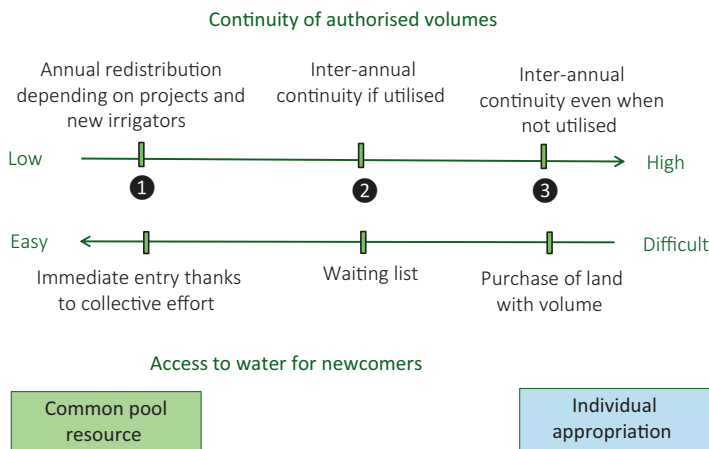 Continuity of authorised volumes
Annual redistribution
depending on projects and
new irrigators
Inter-annual
continuity if utilised
Inter-annual
continuity even when
not utilised
Low
High
1
2
3
Easy
Difficult
Immediate entry thanks
to collective effort
Waiting list
Purchase of land
with volume
Access to water for newcomers
Common pool
resource
Individual
appropriation